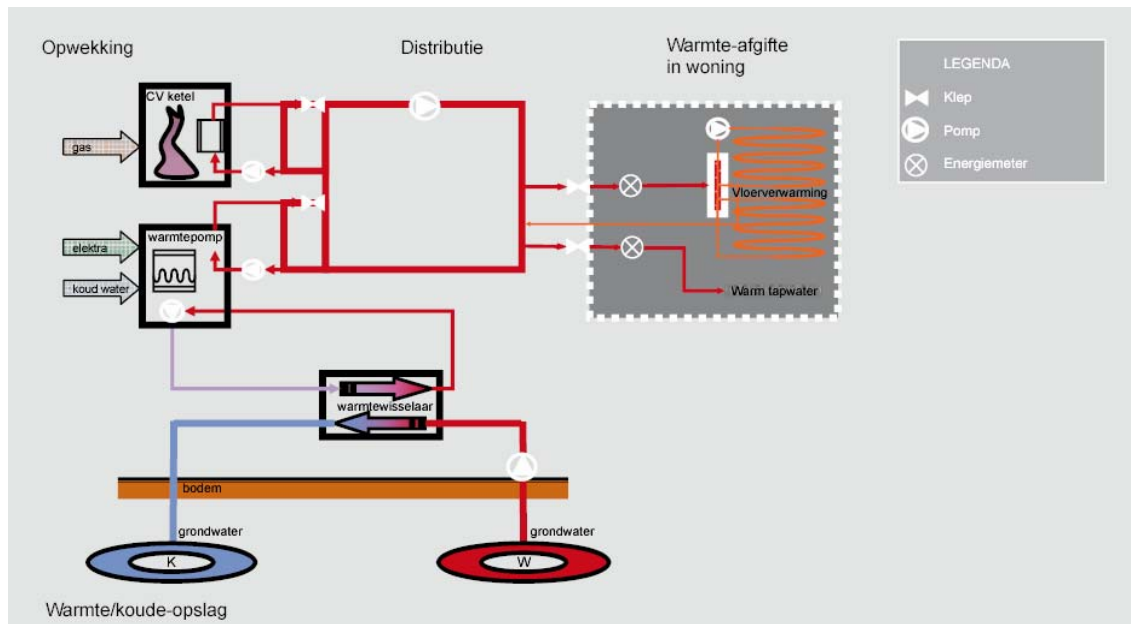 Opwekking
Distributie
Warmte-afgifte
in woning
LEGENDA
Klep
Pomp
Energiemeter
CV ketel
gas
warmtepomp
elektra
koud water
Vloerverwarming
Warm tapwater
warmtewisselaar
bodem
grondwater
grondwater
K
W
Warmte/koude-opslag